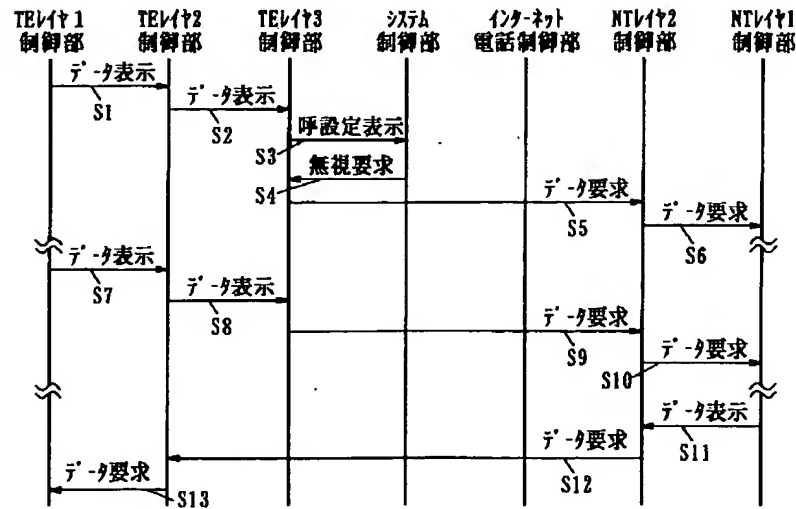 TEレイヤ1
制御部
TEレイヤ2
制御部
TEレイヤ3
制御部
システム
制御部
インターネット
電話制御部
NTレイヤ2
制御部
NTレイヤ1
制御部
データ表示
S1
データ表示
S2
呼設定表示
S3
無視要求
S4
データ要求
S5
データ要求
S6
データ表示
S7
データ表示
S8
データ要求
S9
データ要求
S10
データ表示
S11
データ要求
S12
データ要求
S13